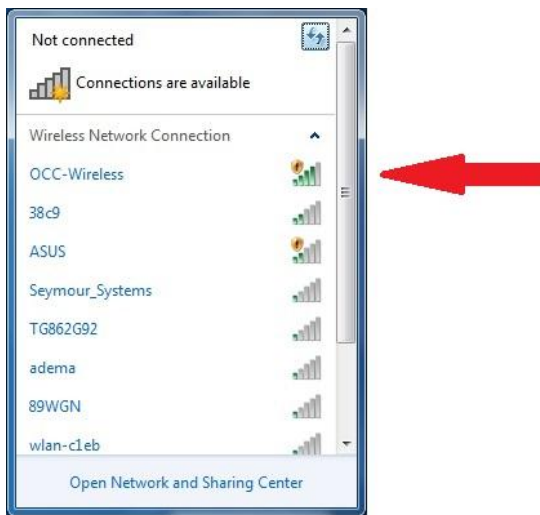 Not connected
Connections are available
Wireless Network Connection
OCC-Wireless
38c9
ASUS
Seymour_Systems
TG862G92
adema
89WGN
wlan-c1eb
Open Network and Sharing Center